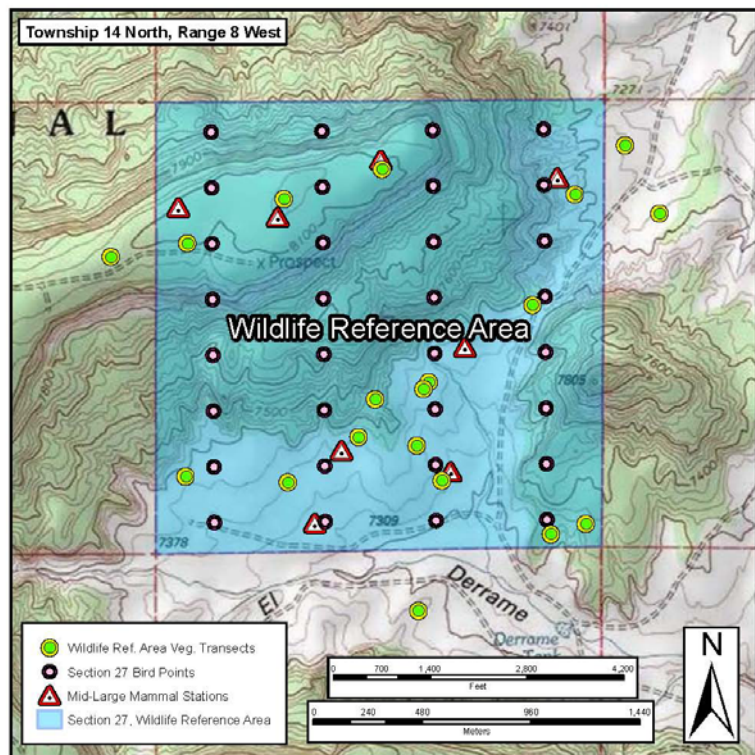 Township 14 North, Range 8 West
7401
7271
N A L
7900
8100
x Prospect
7600
Wildlife Reference Area
7600
7800
7805
7500
7400
7378
7309
El Derrame
Derrame
Tank
Wildlife Ref. Area Veg. Transects
Section 27 Bird Points
Mid-Large Mammal Stations
Section 27, Wildlife Reference Area
0 700 1,400 2,800 4,200
Feet
0 240 480 960 1,440
Meters
N